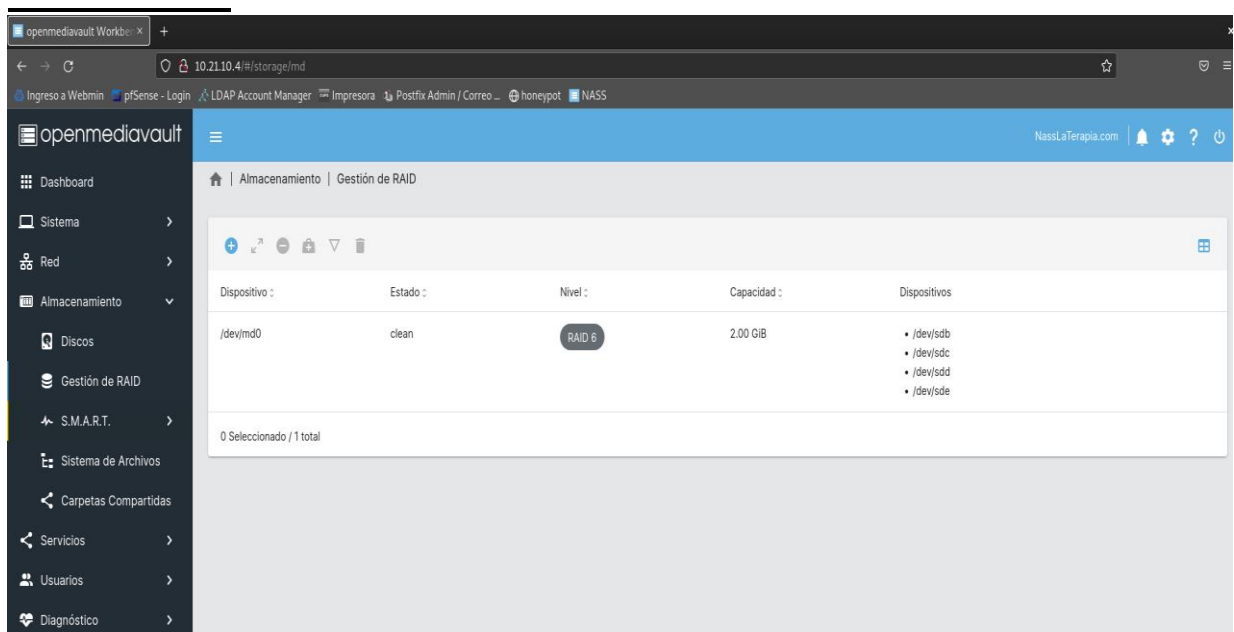 openmediavault Workben ×
10.21.10.4/#/storage/md
Ingreso a Webmin pfSense - Login LDAP Account Manager Impresora Postfix Admin / Correo ... honeypot NASS
openmediavault
NassLaTerapia.com
Dashboard
Almacenamiento | Gestión de RAID
Sistema
Red
Almacenamiento
Discos
Gestión de RAID
S.M.A.R.T.
Sistema de Archivos
Carpetas Compartidas
Servicios
Usuarios
Diagnóstico
Dispositivo Estado Nivel Capacidad Dispositivos
/dev/md0 clean RAID 6 2.00 GiB • /dev/sdb
• /dev/sdc
• /dev/sdd
• /dev/sde
0 Seleccionado / 1 total